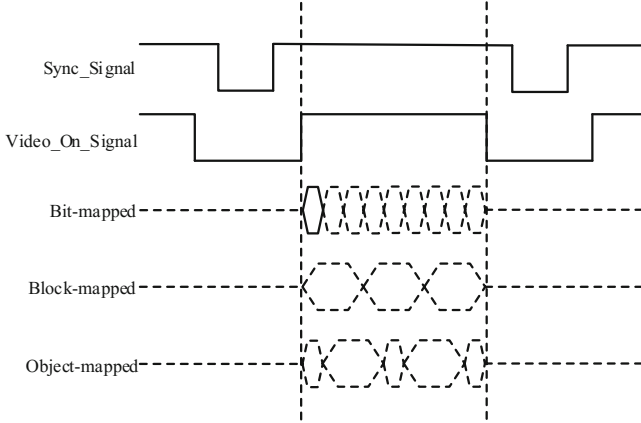 Sync_Signal
Video_On_Signal
Bit-mapped
Block-mapped
Object-mapped